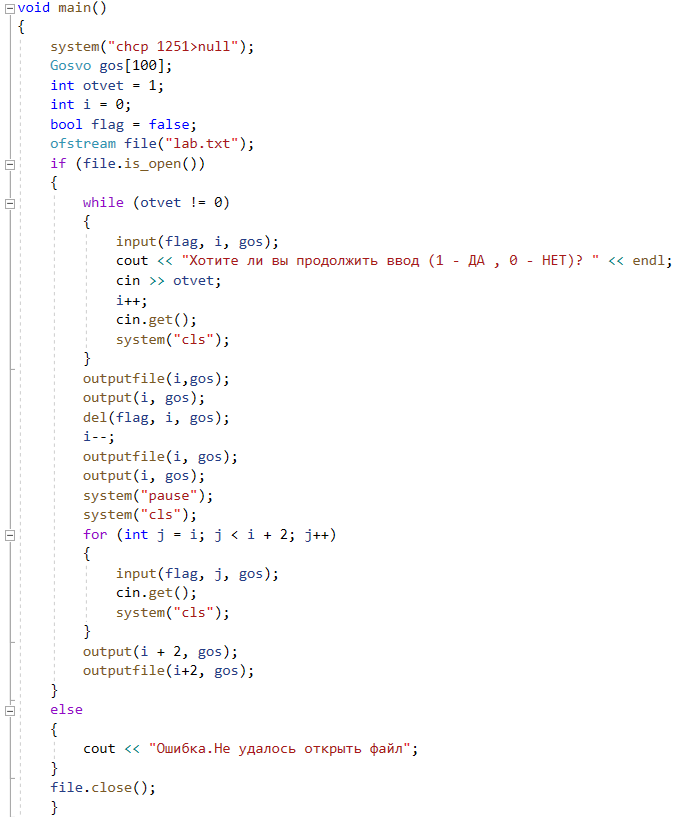 void main()
{
system("chcp 1251>null");
Gosvo gos[100];
int otvet = 1;
int i = 0;
bool flag = false;
ofstream file("lab.txt");
if (file.is_open())
{
while (otvet != 0)
{
input(flag, i, gos);
cout << "Хотите ли вы продолжить ввод (1 - ДА , 0 - НЕТ)? " << endl;
cin >> otvet;
i++;
cin.get();
system("cls");
}
outputfile(i,gos);
output(i, gos);
del(flag, i, gos);
i--;
outputfile(i, gos);
output(i, gos);
system("pause");
system("cls");
for (int j = i; j < i + 2; j++)
{
input(flag, j, gos);
cin.get();
system("cls");
}
output(i + 2, gos);
outputfile(i+2, gos);
}
else
{
cout << "Ошибка.Не удалось открыть файл";
}
file.close();
}